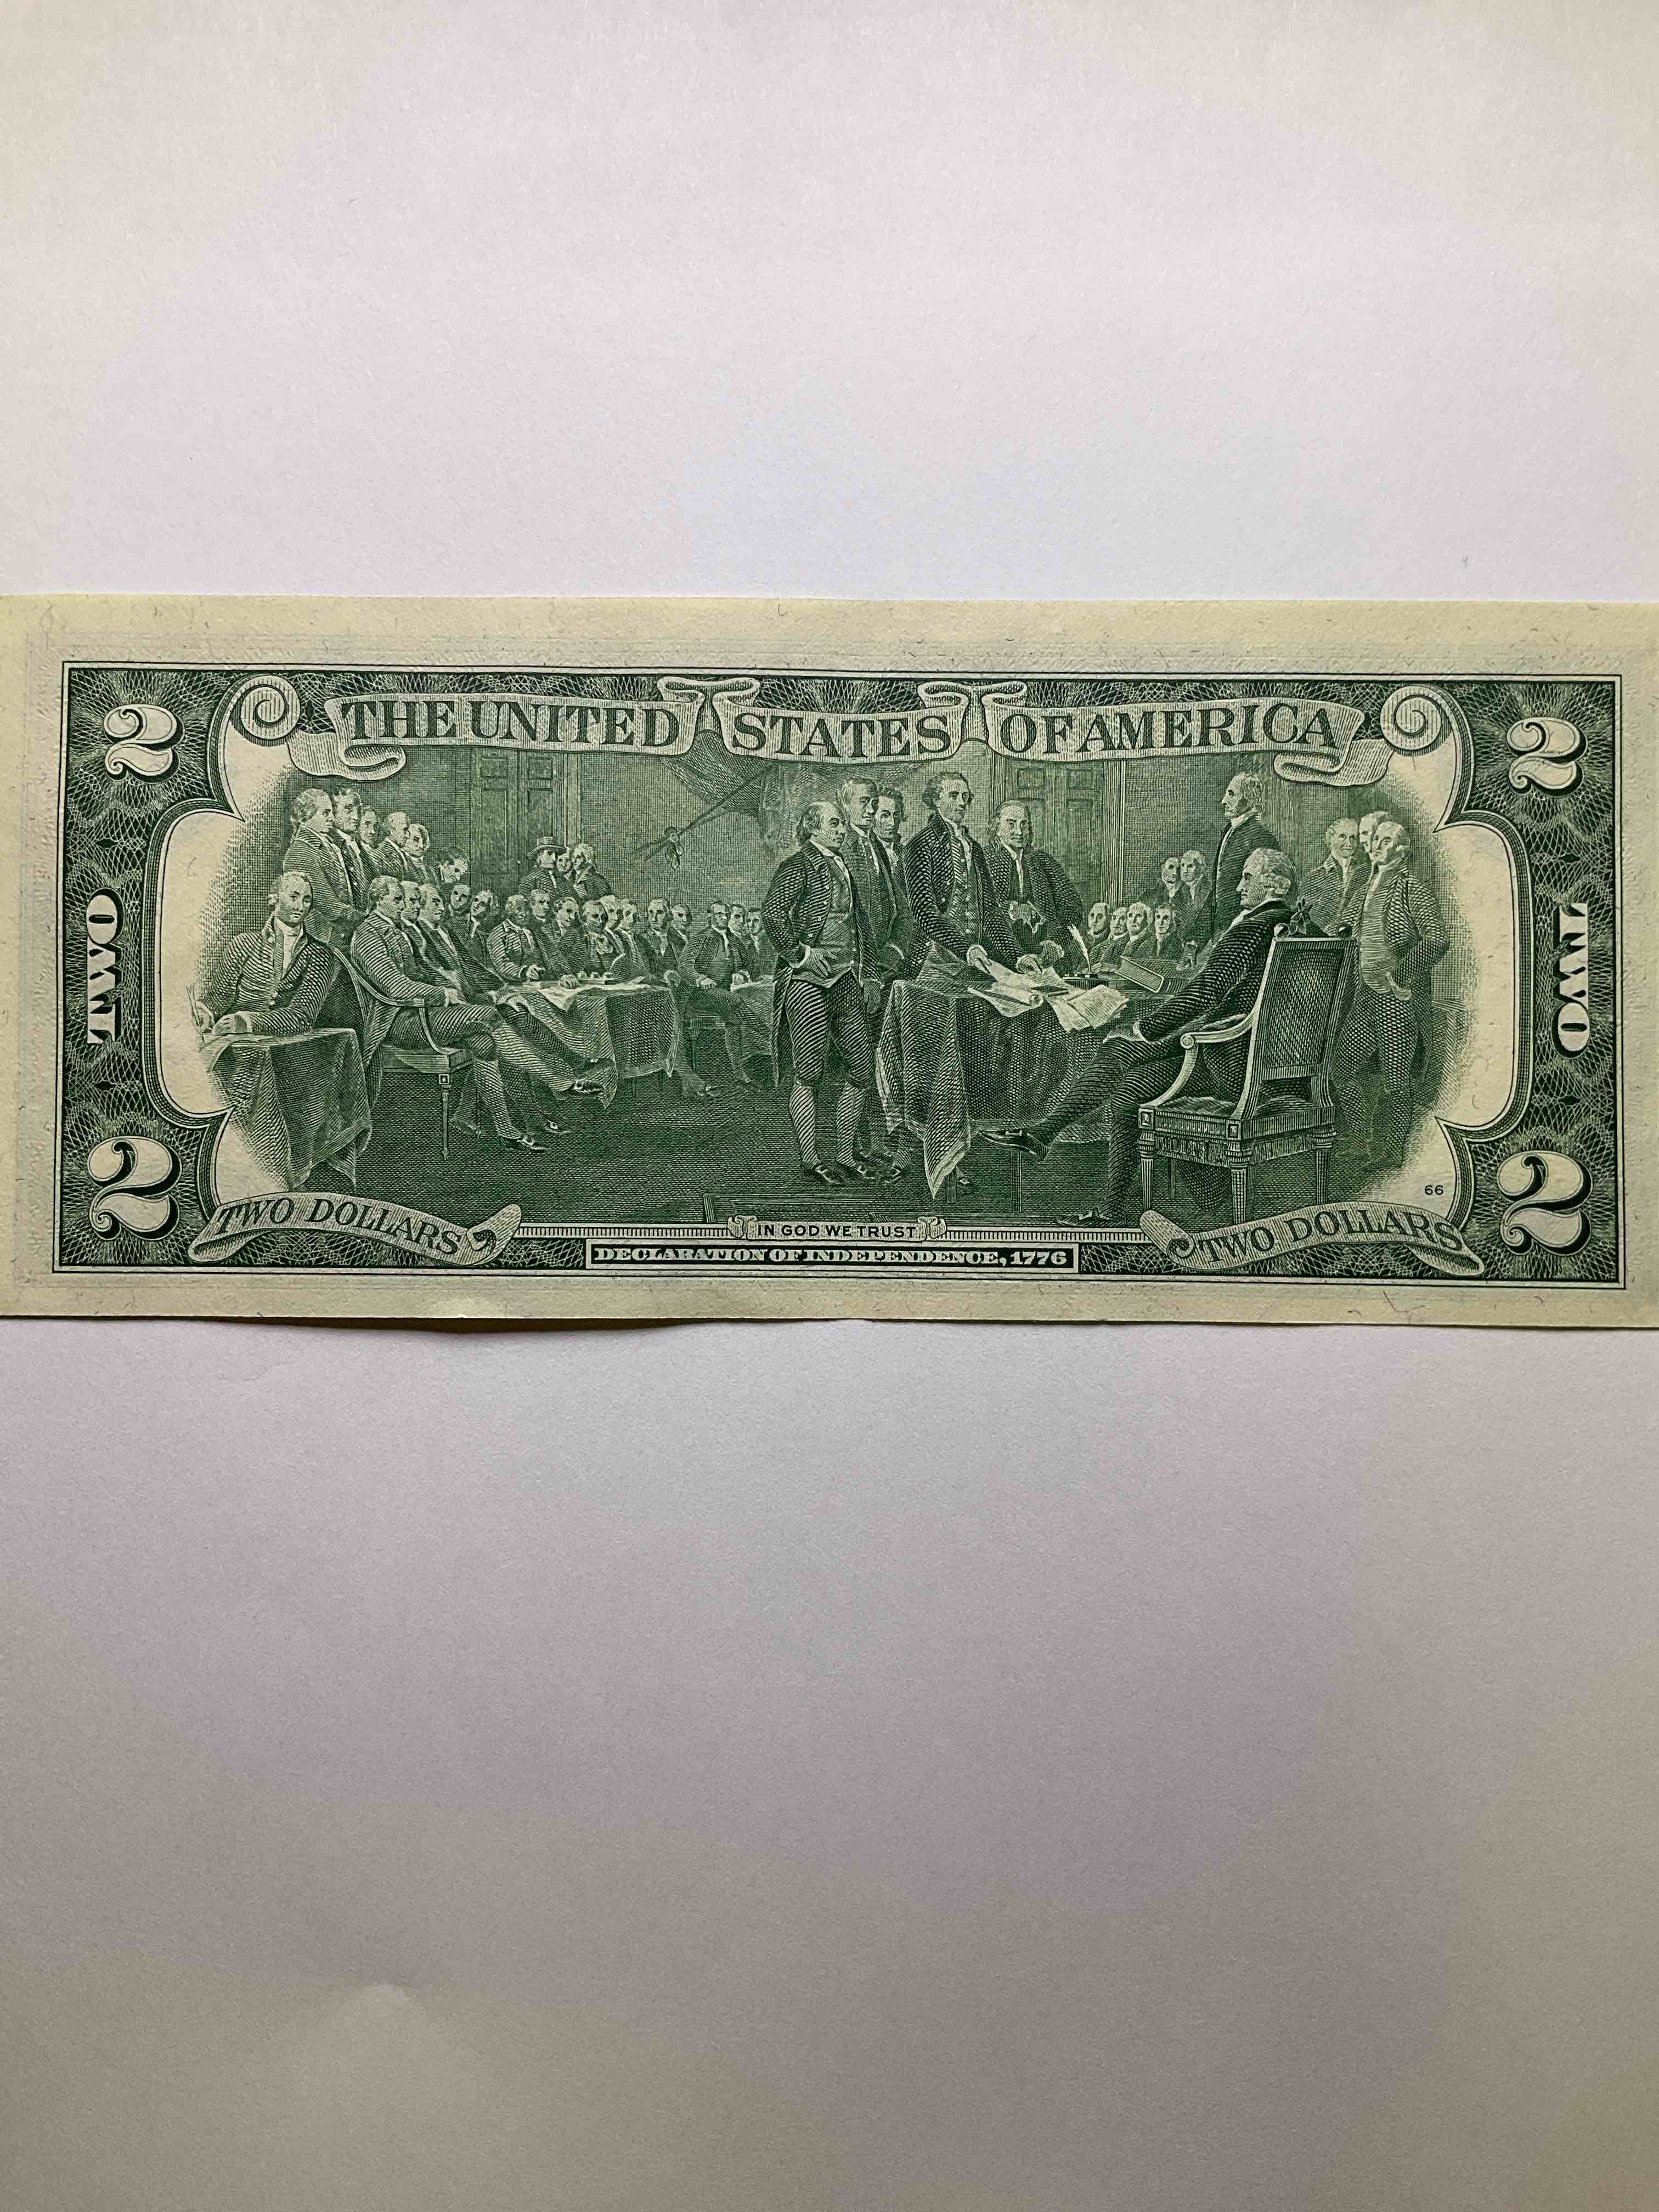 THE UNITED STATES OF AMERICA
2
2
TWO
TWO
66
2
2
TWO DOLLARS
IN GOD WE TRUST
TWO DOLLARS
DECLARATION OF INDEPENDENCE, 1776